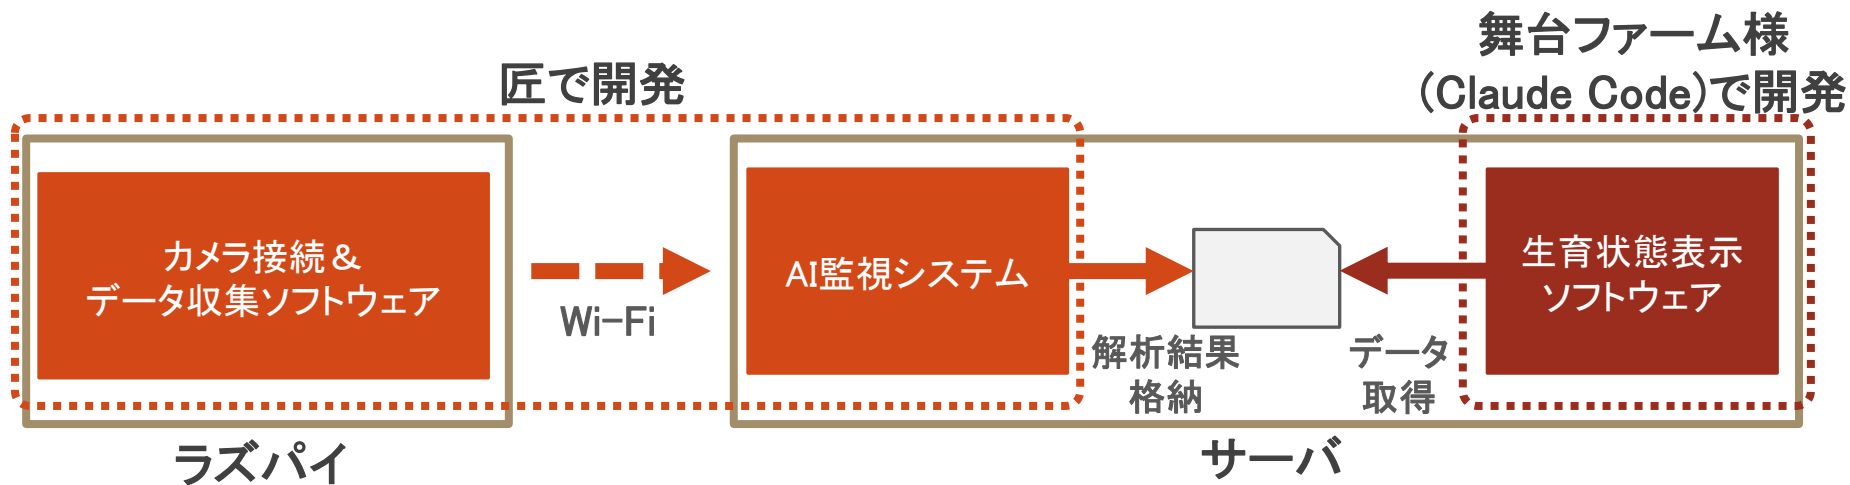 舞台ファーム様
(Claude Code)で開発
匠で開発
カメラ接続＆
データ収集ソフトウェア
Wi-Fi
AI監視システム
解析結果
格納
データ
取得
生育状態表示
ソフトウェア
ラズパイ
サーバ